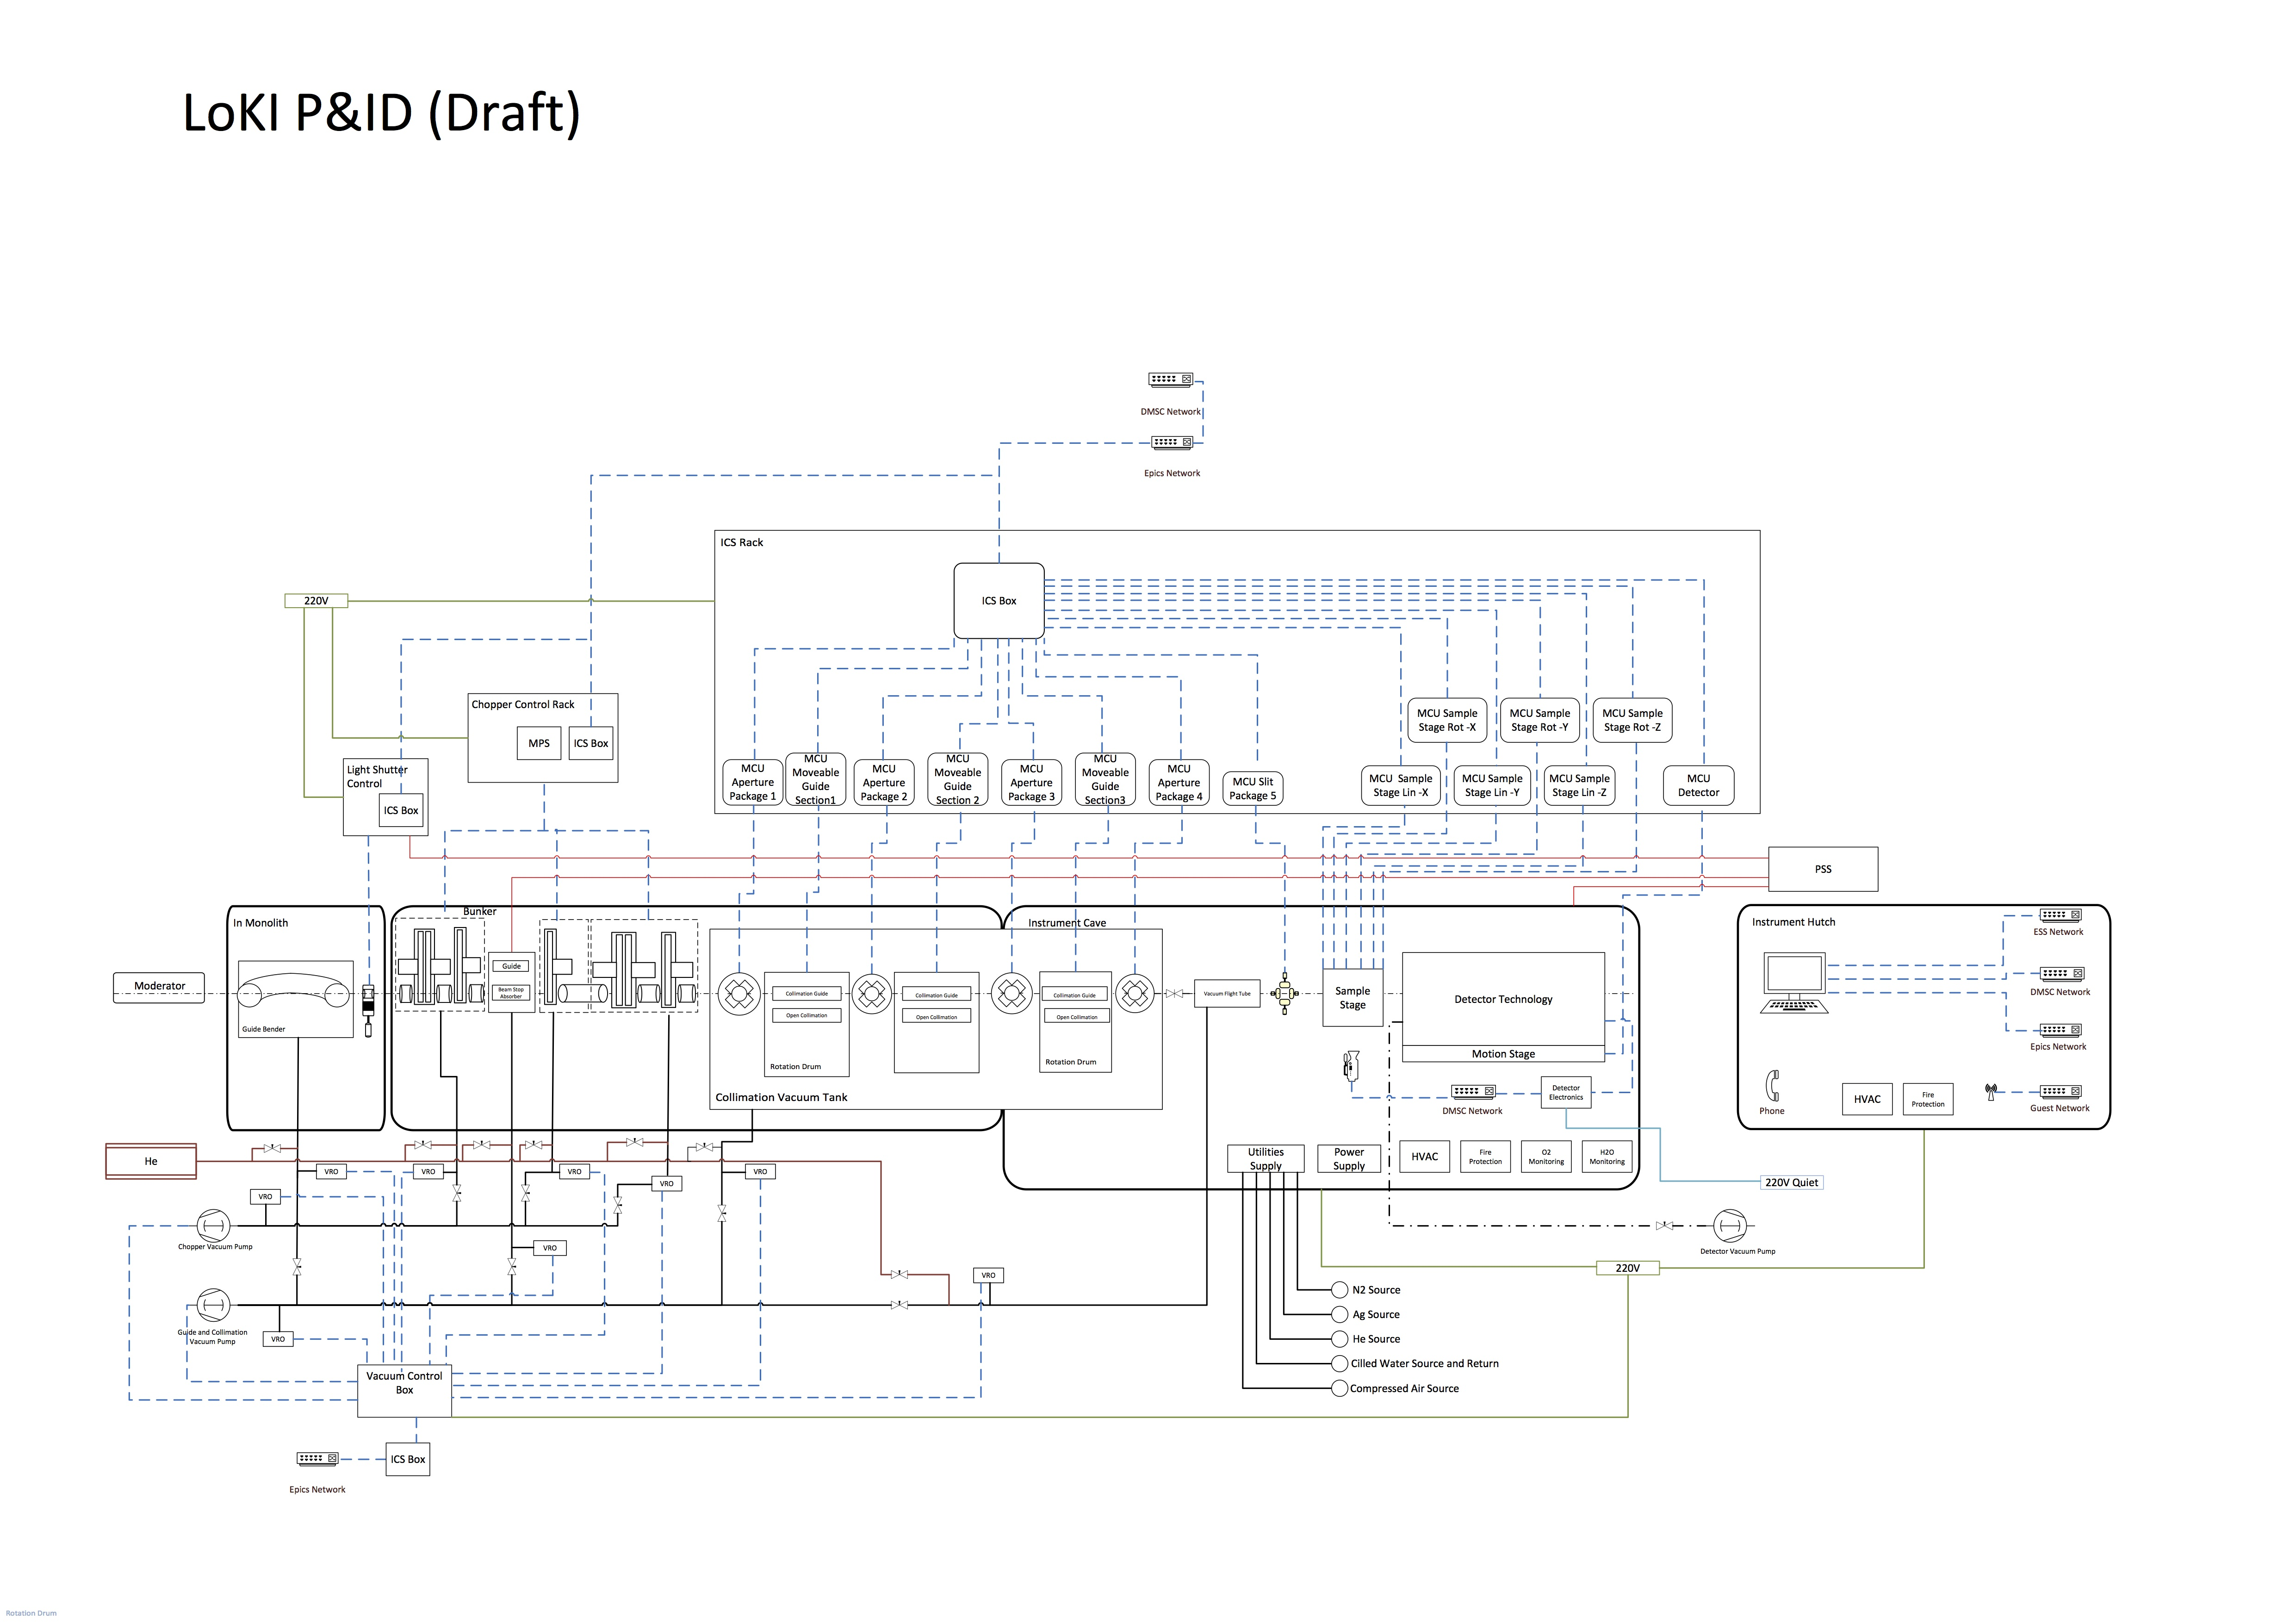 LoKI P&ID (Draft)
DMSC Network
Epics Network
ICS Rack
ICS Box
220V
Chopper Control Rack
MPS
ICS Box
Light Shutter
Control
ICS Box
MCU Sample
Stage Rot -X
MCU Sample
Stage Rot -Y
MCU Sample
Stage Rot -Z
MCU
Aperture
Package 1
MCU
Moveable
Guide
Section1
MCU
Aperture
Package 2
MCU
Moveable
Guide
Section 2
MCU
Aperture
Package 3
MCU
Moveable
Guide
Section3
MCU
Aperture
Package 4
MCU Slit
Package 5
MCU Sample
Stage Lin -X
MCU Sample
Stage Lin -Y
MCU Sample
Stage Lin -Z
MCU
Detector
PSS
In Monolith
Bunker
Instrument Cave
Instrument Hutch
Moderator
Guide Bender
Guide
Beam Stop
Absorber
Collimation Guide
Open Collimation
Rotation Drum
Collimation Guide
Open Collimation
Collimation Guide
Open Collimation
Rotation Drum
Collimation Vacuum Tank
Vacuum Flight Tube
Sample
Stage
Detector Technology
Motion Stage
DMSC Network
Detector
Electronics
ESS Network
DMSC Network
Epics Network
Guest Network
Phone
HVAC
Fire
Protection
Utilities
Supply
Power
Supply
HVAC
Fire
Protection
O2
Monitoring
H2O
Monitoring
220V Quiet
He
VRO
VRO
VRO
VRO
VRO
VRO
Chopper Vacuum Pump
VRO
Detector Vacuum Pump
220V
VRO
Guide and Collimation
Vacuum Pump
VRO
N2 Source
Ag Source
He Source
Cilled Water Source and Return
Compressed Air Source
Vacuum Control
Box
ICS Box
Epics Network
Rotation Drum